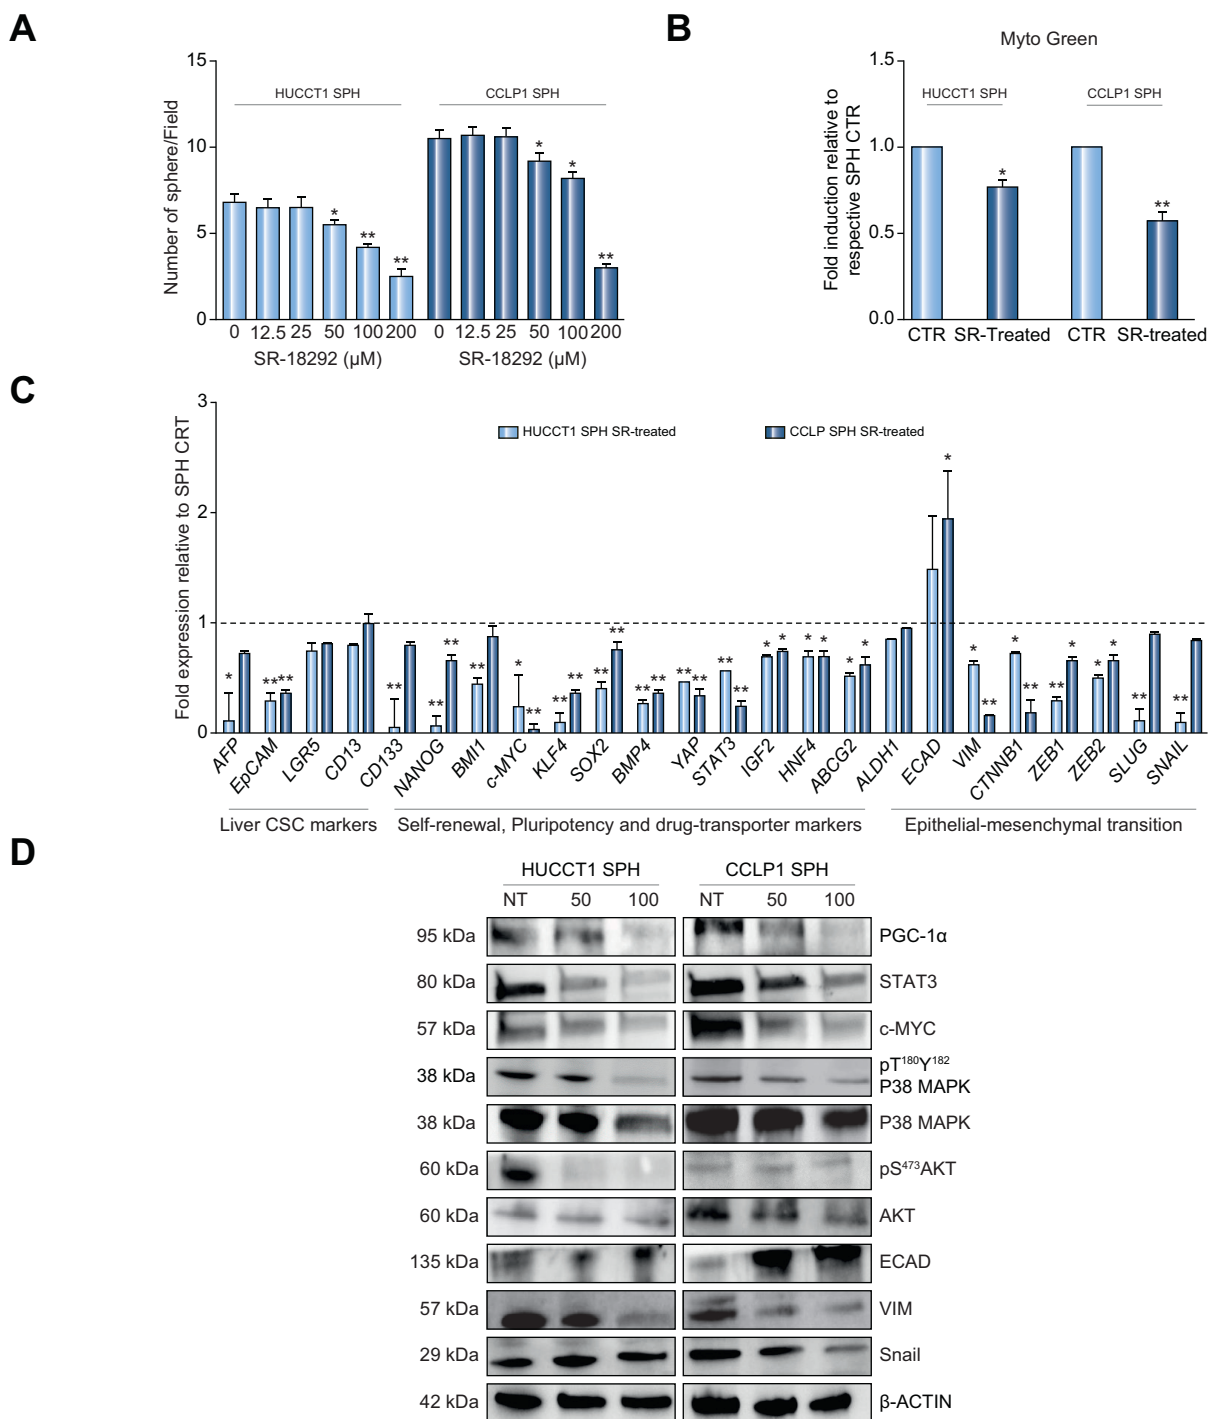 A
15
10
5
0
Number of sphere/Field
HUCCT1 SPH
CCLP1 SPH
*
**
**
*
*
**
0 12.5 25 50 100 200
0 12.5 25 50 100 200
SR-18292 (µM)
SR-18292 (µM)
B
Myto Green
1.5
1.0
0.5
0.0
Fold induction relative to
respective SPH CTR
HUCCT1 SPH
CCLP1 SPH
*
**
CTR SR-Treated CTR SR-treated
C
3
2
1
0
Fold expression relative to SPH CRT
HUCCT1 SPH SR-treated
CCLP SPH SR-treated
*
** **
**
** **
**
* **
** **
** **
** **
** **
** **
* *
* *
* *
*
* **
* **
** *
* *
**
**
AFP
EpCAM
LGR5
CD13
CD133
NANOG
BMI1
c-MYC
KLF4
SOX2
BMP4
YAP
STAT3
IGF2
HNF4
ABCG2
ALDH1
ECAD
VIM
CTNNB1
ZEB1
ZEB2
SLUG
SNAIL
Liver CSC markers
Self-renewal, Pluripotency and drug-transporter markers
Epithelial-mesenchymal transition
D
HUCCT1 SPH
CCLP1 SPH
NT 50 100
NT 50 100
95 kDa
PGC-1α
80 kDa
STAT3
57 kDa
c-MYC
38 kDa
pT180Y182
P38 MAPK
38 kDa
P38 MAPK
60 kDa
pS473AKT
60 kDa
AKT
135 kDa
ECAD
57 kDa
VIM
29 kDa
Snail
42 kDa
β-ACTIN